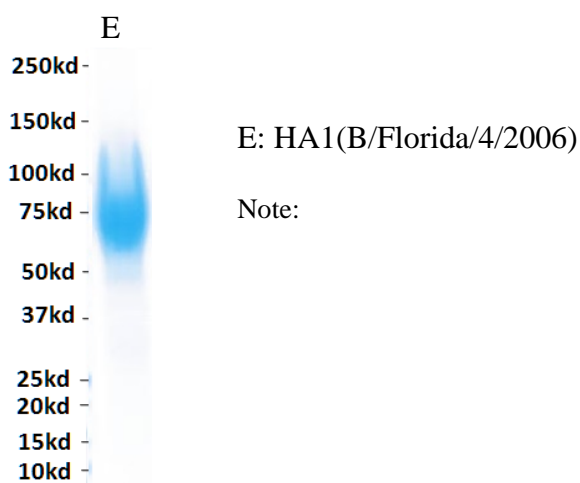 E
250kd-
150kd-
E: HA1(B/Florida/4/2006)
100kd-
75kd-
Note:
50kd-
37kd-
25kd-
20kd-
15kd-
10kd-